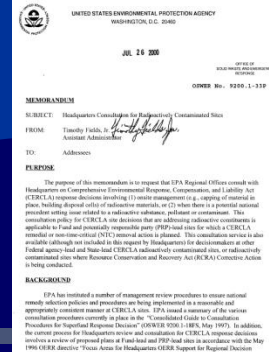 UNITED STATES ENVIRONMENTAL PROTECTION AGENCY
WASHINGTON, D.C. 20460
JUL 26 2000
OFFICE OF
SOLID WASTE AND EMERGENCY
RESPONSE
OSWER No. 9200.1-33P
MEMORANDUM
SUBJECT: Headquarters Consultation for Radioactively Contaminated Sites
FROM: Timothy Fields, Jr.
Assistant Administrator
TO: Addressees
PURPOSE
The purpose of this memorandum is to request that EPA Regional Offices consult with
Headquarters on Comprehensive Environmental Response, Compensation, and Liability Act
(CERCLA) response decisions involving (1) onsite management (e.g., capping of material in
place, building disposal cells) of radioactive materials, or (2) when there is a potential national
precedent setting issue related to a radioactive substance, pollutant or contaminant. This
consultation policy for CERCLA site decisions that are addressing radioactive constituents is
applicable to Fund and potentially responsible party (PRP)-lead sites for which a CERCLA
remedial or non-time-critical (NTC) removal action is planned. This consultation service is also
available (although not included in this request by Headquarters) for decisionmakers at other
Federal agency-lead and State-lead CERCLA radioactively contaminated sites, or radioactively
contaminated sites where Resource Conservation and Recovery Act (RCRA) Corrective Action
is being conducted.
BACKGROUND
EPA has instituted a number of management review procedures to ensure national
remedy selection policies and procedures are being implemented in a reasonable and
appropriately consistent manner at CERCLA sites. EPA issued a summary of the various
consultation procedures currently in place in the "Consolidated Guide to Consultation
Procedures for Superfund Response Decisions" (OSWER 9200.1-18FS, May 1997). In addition,
the current process for Headquarters review and consultation for CERCLA response decisions
involves a review of proposed plans at Fund-lead and PRP-lead sites in accordance with the May
1996 OERR directive "Focus Areas for Headquarters OERR Support for Regional Decision